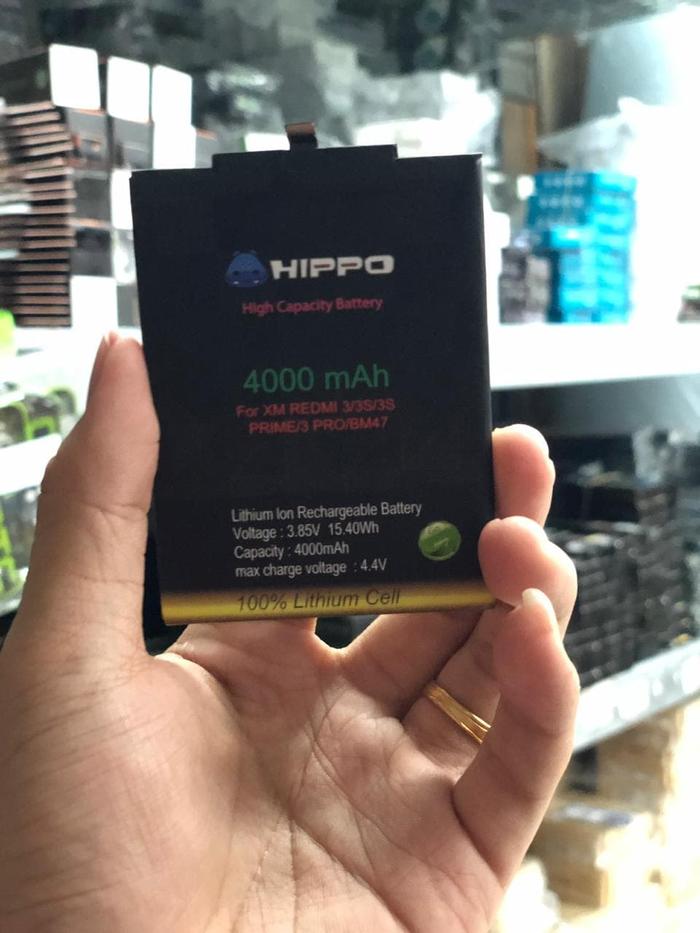 HIPPO
High Capacity Battery
4000 mAh
For XM REDMI 3/3S/3S
PRIME/3 PRO/BM47
Lithium Ion Rechargeable Battery
Voltage : 3.85V 15.40Wh
Capacity : 4000mAh
max charge voltage : 4.4V
100% Lithium Cell